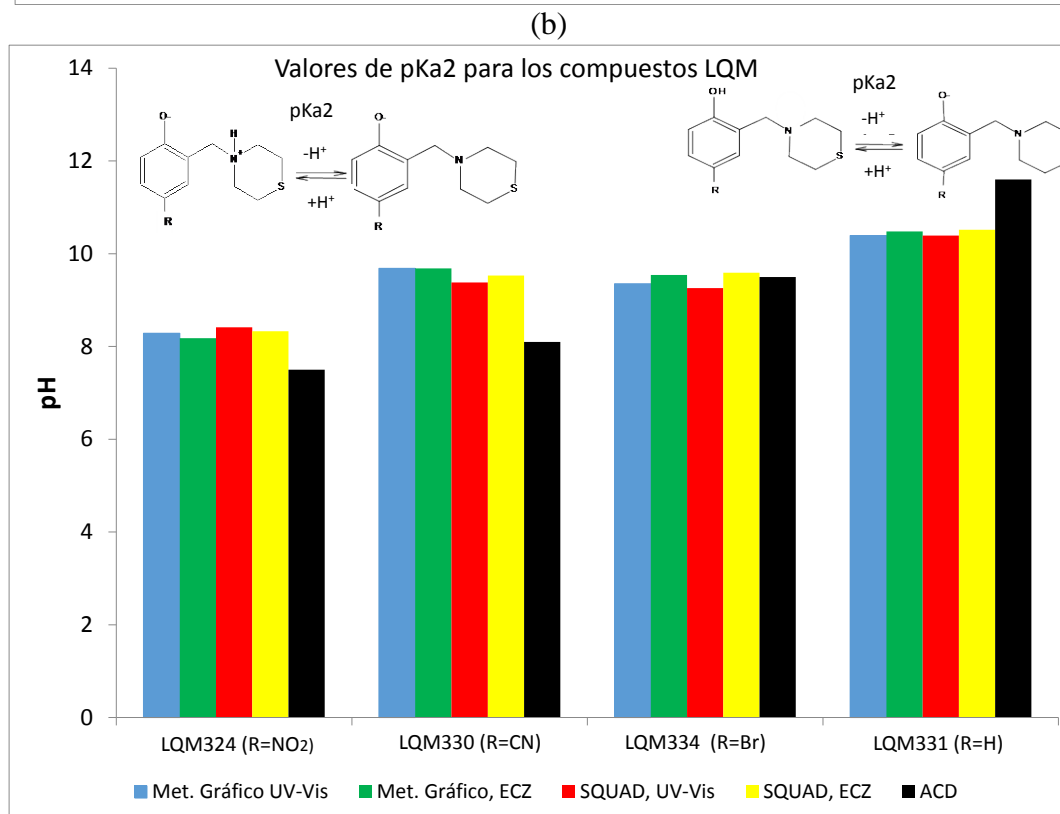 (b)
Valores de pKa2 para los compuestos LQM
pKa2
-H⁺
+H⁺
O⁻
H
N⁺
S
R
O⁻
N
S
R
pKa2
-H⁺
+H⁺
OH
N
S
R
O⁻
N
R
pH
14
12
10
8
6
4
2
0
LQM324 (R=NO₂)
LQM330 (R=CN)
LQM334 (R=Br)
LQM331 (R=H)
Met. Gráfico UV-Vis
Met. Gráfico, ECZ
SQUAD, UV-Vis
SQUAD, ECZ
ACD